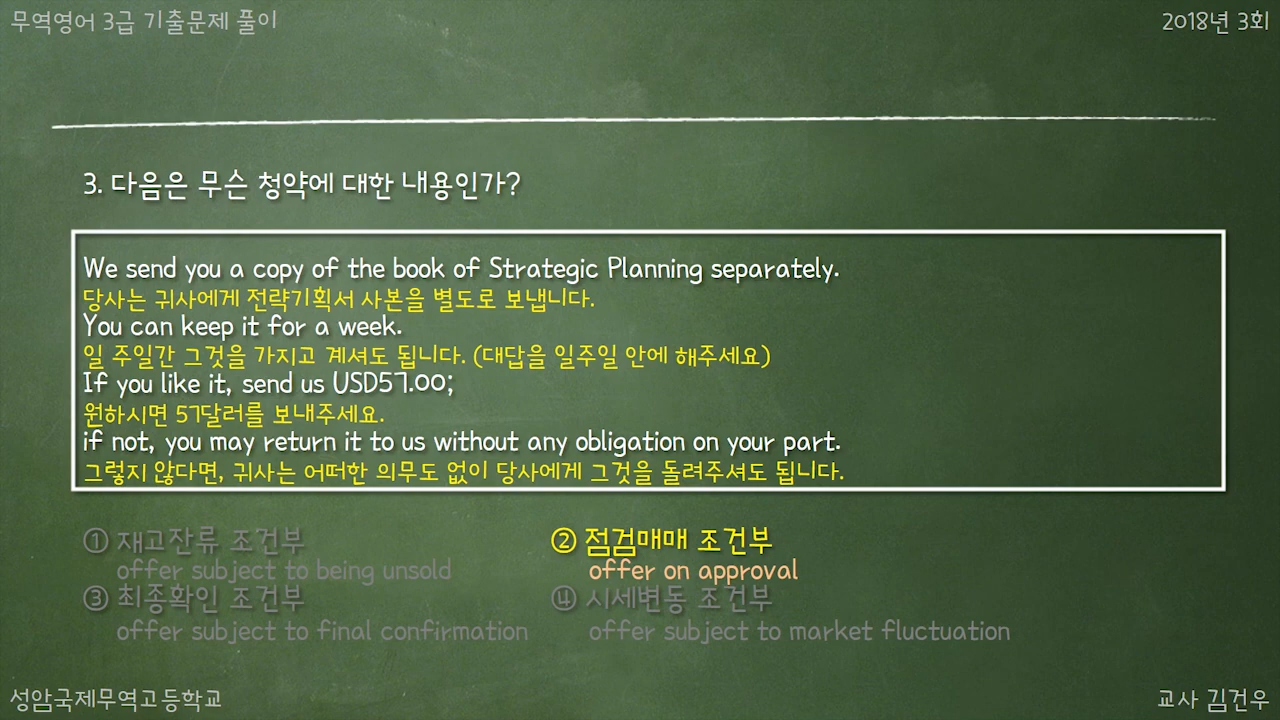 무역영어 3급 기출문제 풀이
2018년 3회
3. 다음은 무슨 청약에 대한 내용인가?
We send you a copy of the book of Strategic Planning separately.
당사는 귀사에게 전략기획서 사본을 별도로 보냅니다.
You can keep it for a week.
일 주일간 그것을 가지고 계셔도 됩니다. (대답을 일주일 안에 해주세요)
If you like it, send us USD57.00;
원하시면 57달러를 보내주세요.
if not, you may return it to us without any obligation on your part.
그렇지 않다면, 귀사는 어떠한 의무도 없이 당사에게 그것을 돌려주셔도 됩니다.
① 재고잔류 조건부 ② 점검매매 조건부
offer subject to being unsold offer on approval
③ 최종확인 조건부 ④ 시세변동 조건부
offer subject to final confirmation offer subject to market fluctuation
성암국제무역고등학교
교사 김건우